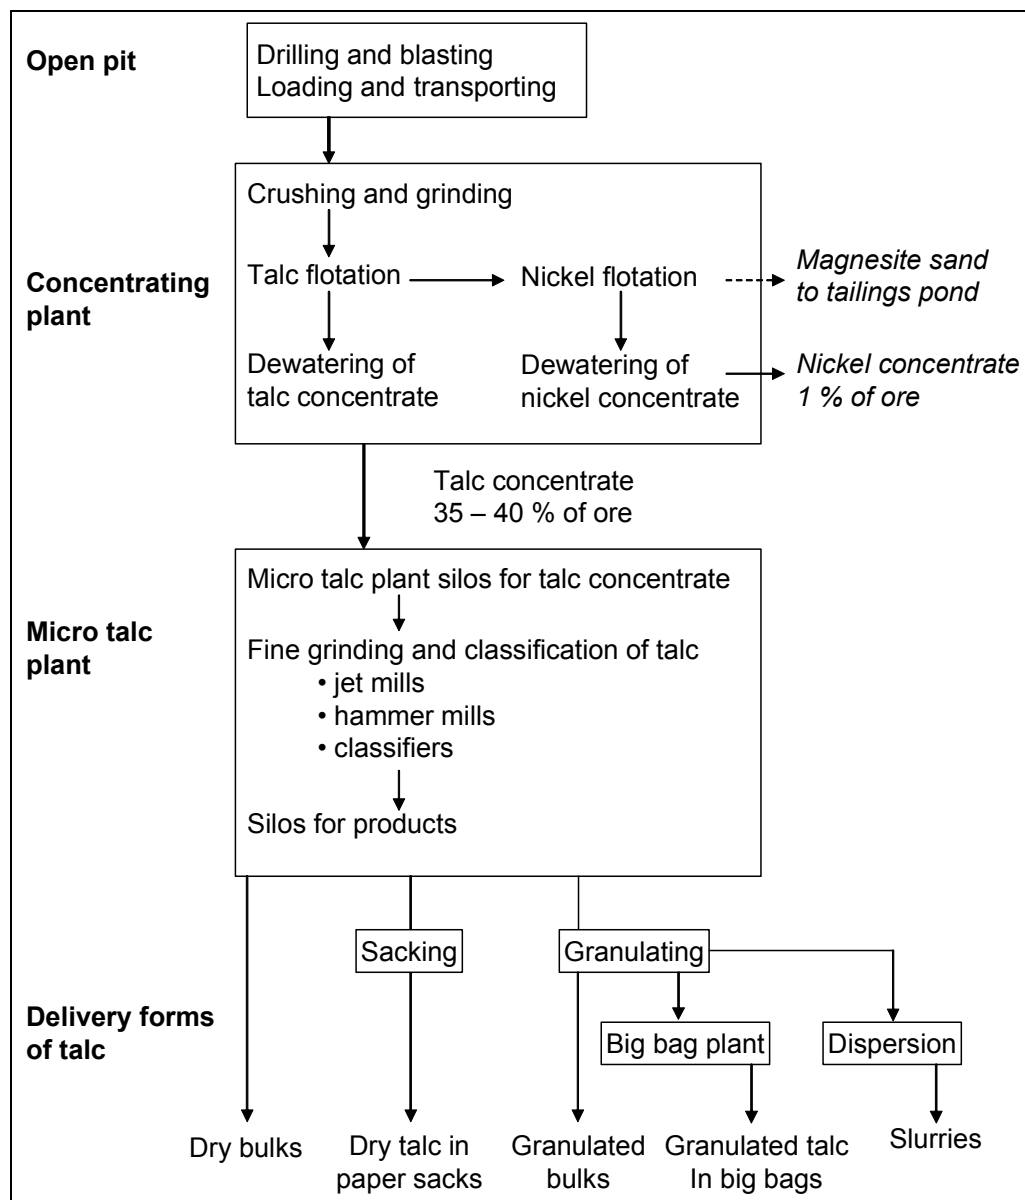 Open pit
Drilling and blasting
Loading and transporting
Concentrating
plant
Crushing and grinding
Talc flotation
Nickel flotation
Magnesite sand
to tailings pond
Dewatering of
talc concentrate
Dewatering of
nickel concentrate
Nickel concentrate
1 % of ore
Talc concentrate
35 – 40 % of ore
Micro talc
plant
Micro talc plant silos for talc concentrate
Fine grinding and classification of talc
• jet mills
• hammer mills
• classifiers
Silos for products
Delivery forms
of talc
Sacking
Granulating
Big bag plant
Dispersion
Dry bulks
Dry talc in
paper sacks
Granulated
bulks
Granulated talc
In big bags
Slurries